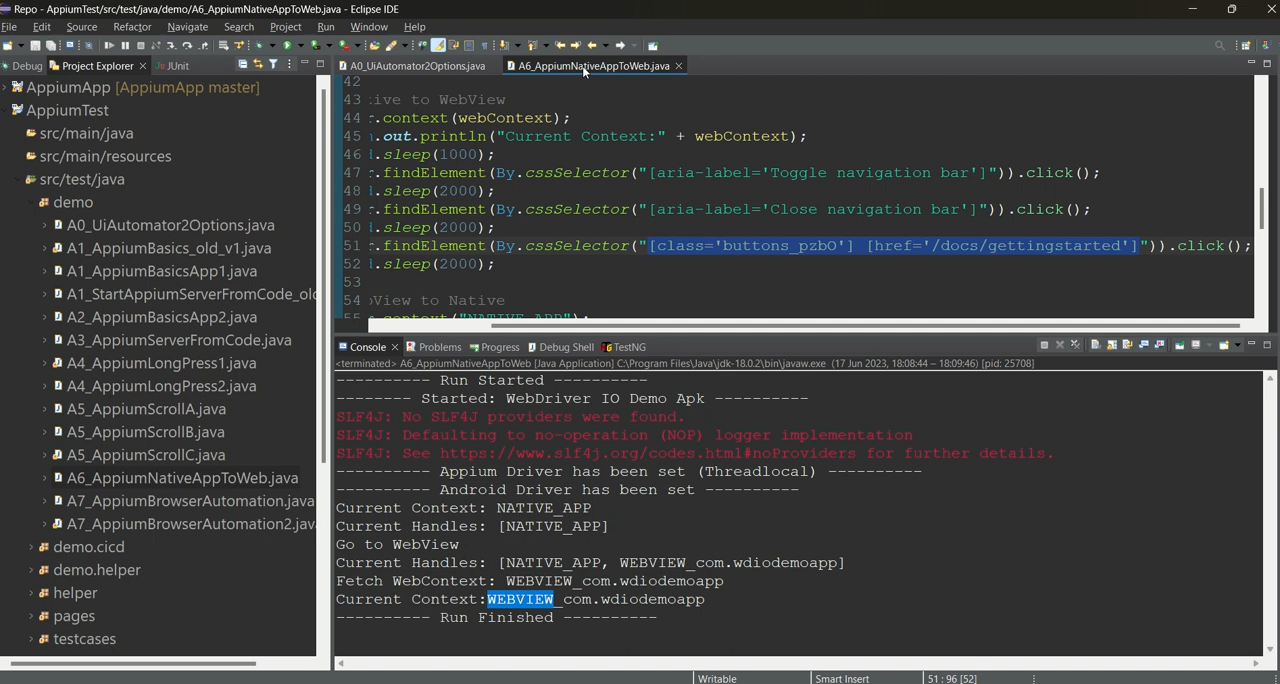 Repo - AppiumTest/src/test/java/demo/A6_AppiumNativeAppToWeb.java - Eclipse IDE
File Edit Source Refactor Navigate Search Project Run Window Help
Debug Project Explorer JUnit
A0_UiAutomator2Options.java A6_AppiumNativeAppToWeb.java
AppiumApp [AppiumApp master]
AppiumTest
src/main/java
src/main/resources
src/test/java
demo
A0_UiAutomator2Options.java
A1_AppiumBasics_old_v1.java
A1_AppiumBasicsApp1.java
A1_StartAppiumServerFromCode_old
A2_AppiumBasicsApp2.java
A3_AppiumServerFromCode.java
A4_AppiumLongPress1.java
A4_AppiumLongPress2.java
A5_AppiumScrollA.java
A5_AppiumScrollB.java
A5_AppiumScrollC.java
A6_AppiumNativeAppToWeb.java
A7_AppiumBrowserAutomation.java
A7_AppiumBrowserAutomation2.jav
demo.cicd
demo.helper
helper
pages
testcases
42
43 ive to WebView
44 r.context(webContext);
45 .out.println("Current Context:" + webContext);
46 .sleep(1000);
47 r.findElement(By.cssSelector("[aria-label='Toggle navigation bar']")).click();
48 .sleep(2000);
49 r.findElement(By.cssSelector("[aria-label='Close navigation bar']")).click();
50 .sleep(2000);
51 r.findElement(By.cssSelector("[class='buttons_pzbO'] [href='/docs/gettingstarted']")).click();
52 .sleep(2000);
53
54 View to Native
55 .context("NATIVE_APP");
Console Problems Progress Debug Shell TestNG
<terminated> A6_AppiumNativeAppToWeb [Java Application] C:\Program Files\Java\jdk-18.0.2\bin\javaw.exe (17 Jun 2023, 18:08:44 – 18:09:46) [pid: 25708]
---------- Run Started ----------
-------- Started: WebDriver IO Demo Apk ----------
SLF4J: No SLF4J providers were found.
SLF4J: Defaulting to no-operation (NOP) logger implementation
SLF4J: See https://www.slf4j.org/codes.html#noProviders for further details.
---------- Appium Driver has been set (Threadlocal) ----------
---------- Android Driver has been set ----------
Current Context: NATIVE_APP
Current Handles: [NATIVE_APP]
Go to WebView
Current Handles: [NATIVE_APP, WEBVIEW_com.wdiodemoapp]
Fetch WebContext: WEBVIEW_com.wdiodemoapp
Current Context:WEBVIEW_com.wdiodemoapp
---------- Run Finished ----------
Writable Smart Insert 51 : 96 [52]